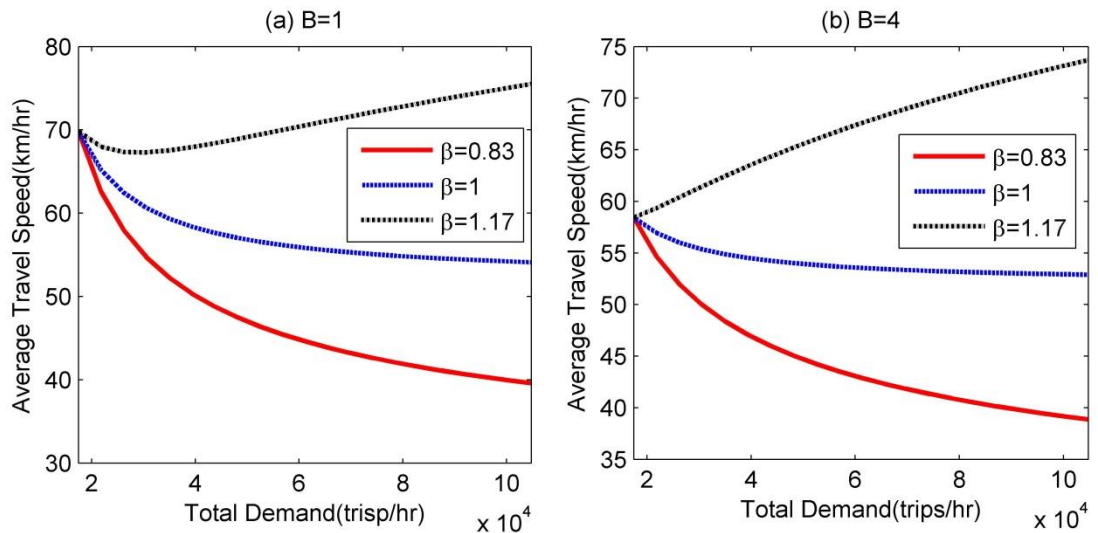 (a) B=1
80
70
60
50
40
30
Average Travel Speed(km/hr)
β=0.83
β=1
β=1.17
2
4
6
8
10
Total Demand(trisp/hr)
x 10^4
(b) B=4
75
70
65
60
55
50
45
40
35
Average Travel Speed(km/hr)
β=0.83
β=1
β=1.17
2
4
6
8
10
Total Demand(trips/hr)
x 10^4